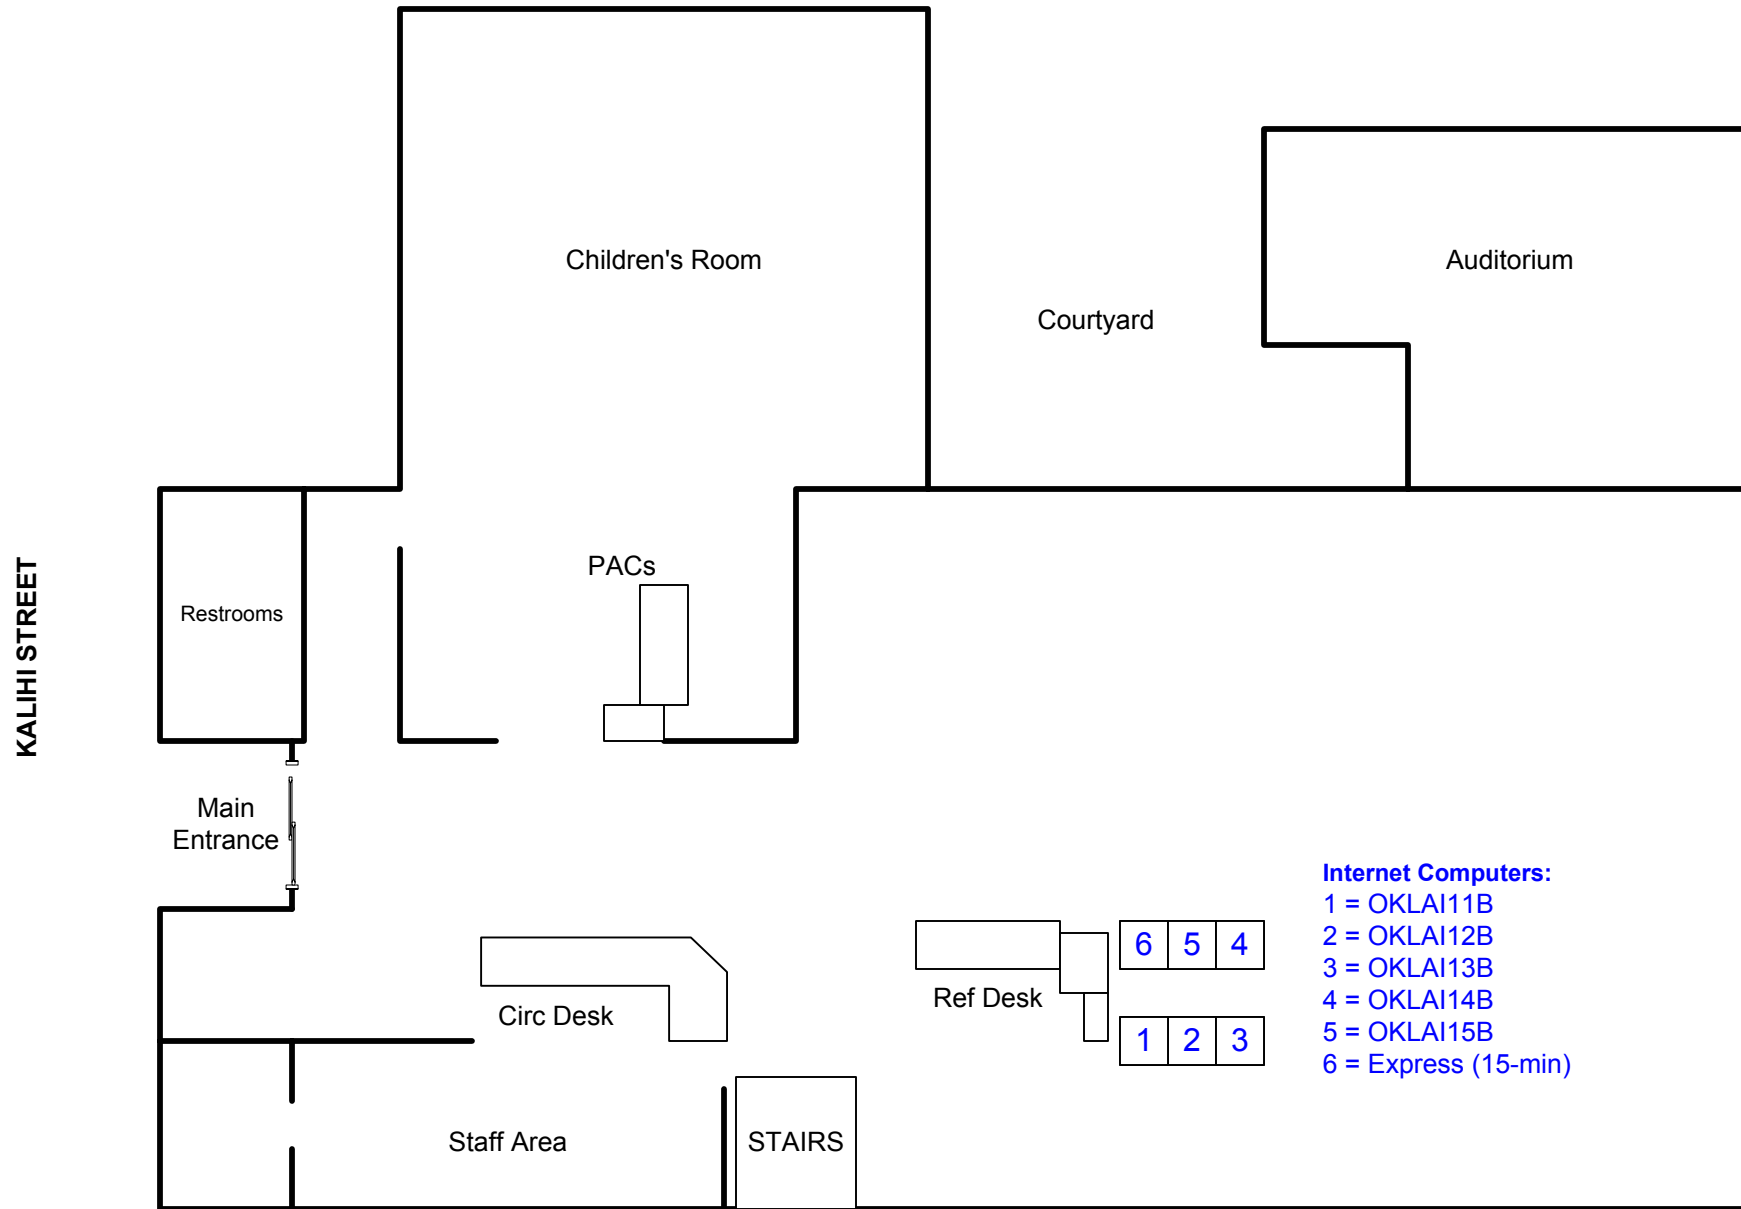 Children's Room
Auditorium
Courtyard
PACs
Restrooms
KALIHI STREET
Main
Entrance
Internet Computers:
1 = OKLAI11B
2 = OKLAI12B
3 = OKLAI13B
4 = OKLAI14B
5 = OKLAI15B
6 = Express (15-min)
6 5 4
Ref Desk
Circ Desk
1 2 3
Staff Area
STAIRS